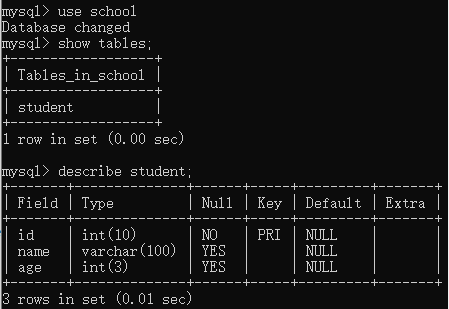 mysql> use school
Database changed
mysql> show tables;
+------------------+
| Tables_in_school |
+------------------+
| student          |
+------------------+
1 row in set (0.00 sec)
mysql> describe student;
+-------+--------------+------+-----+---------+-------+
| Field | Type         | Null | Key | Default | Extra |
+-------+--------------+------+-----+---------+-------+
| id    | int(10)      | NO   | PRI | NULL    |       |
| name  | varchar(100) | YES  |     | NULL    |       |
| age   | int(3)       | YES  |     | NULL    |       |
+-------+--------------+------+-----+---------+-------+
3 rows in set (0.01 sec)